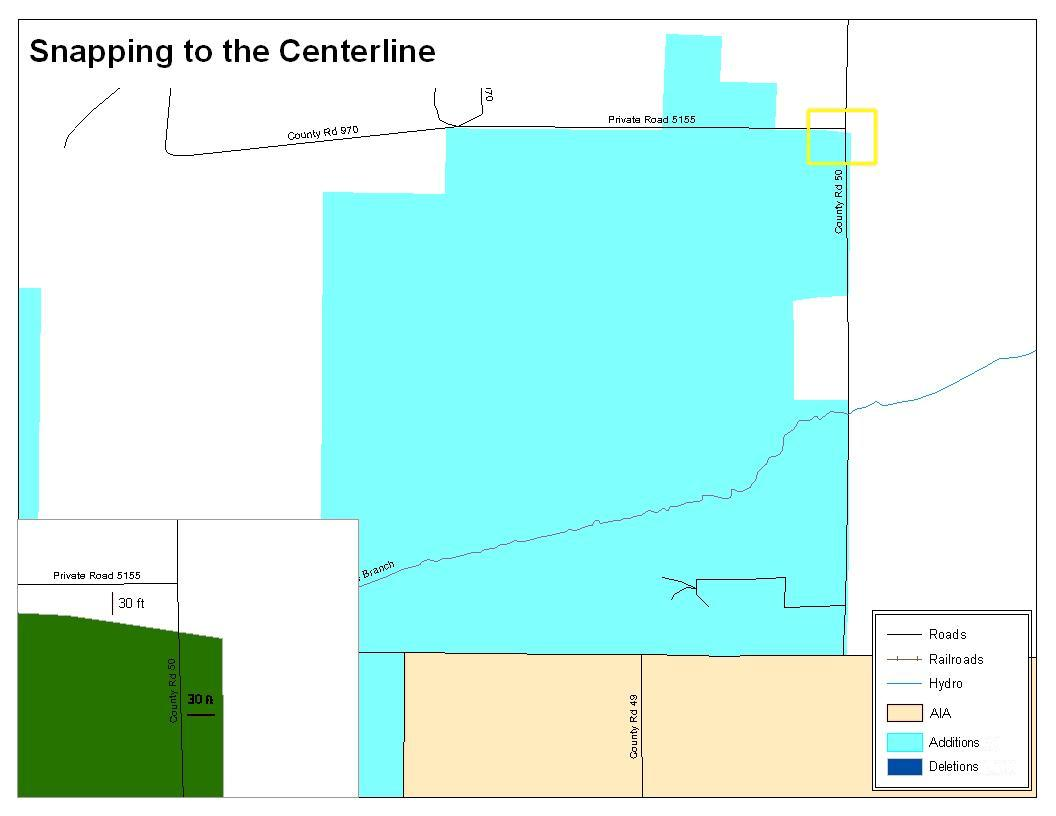 Snapping to the Centerline
70
County Rd 970
Private Road 5155
County Rd 50
Branch
Private Road 5155
30 ft
County Rd 50
30 ft
County Rd 49
Roads
Railroads
Hydro
AIA
Additions
Deletions